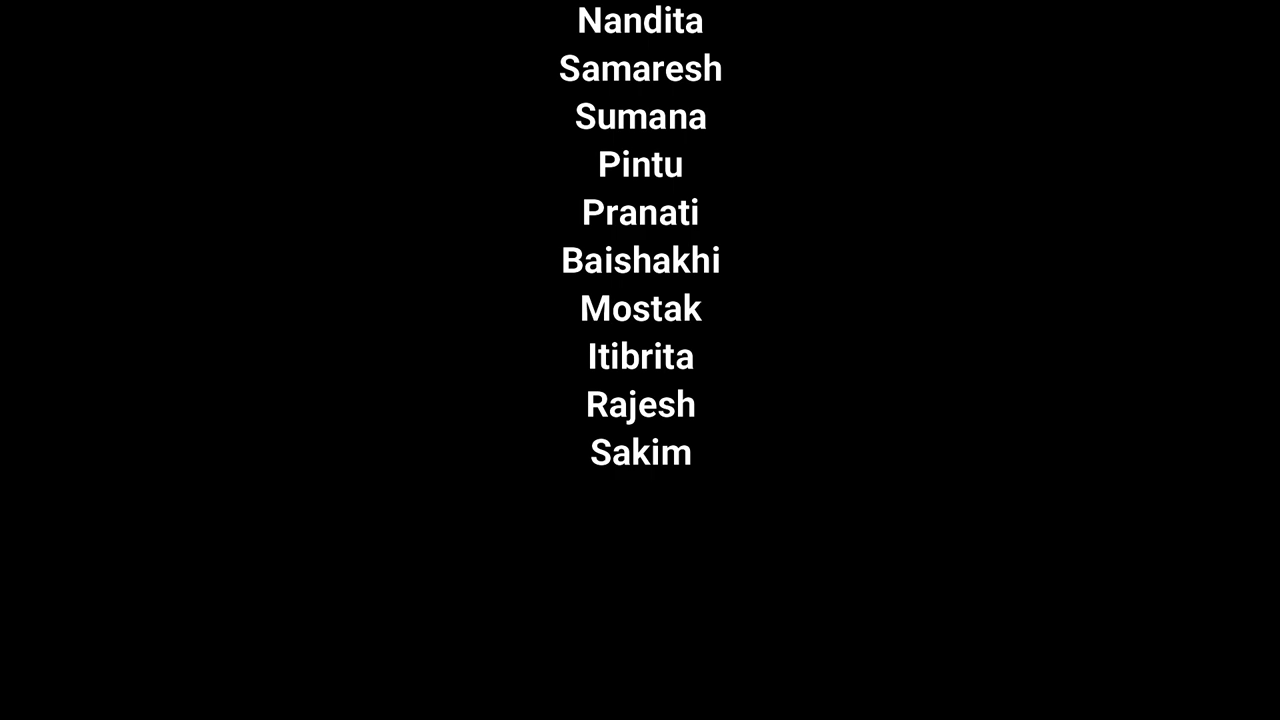 Nandita
Samaresh
Sumana
Pintu
Pranati
Baishakhi
Mostak
Itibrita
Rajesh
Sakim